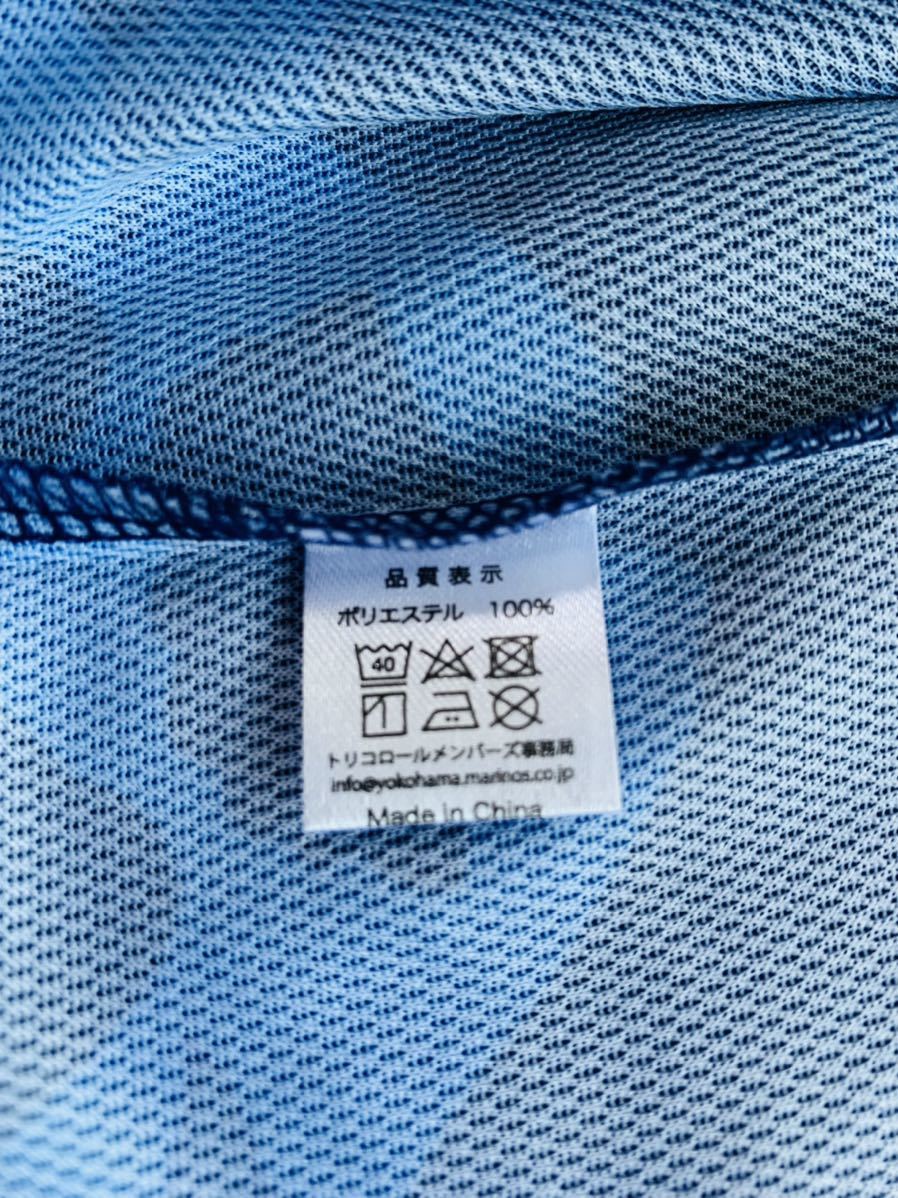 品質表示
ポリエステル 100%
40
トリコロールメンバーズ事務局
info@yokohama.marinos.co.jp
Made in China